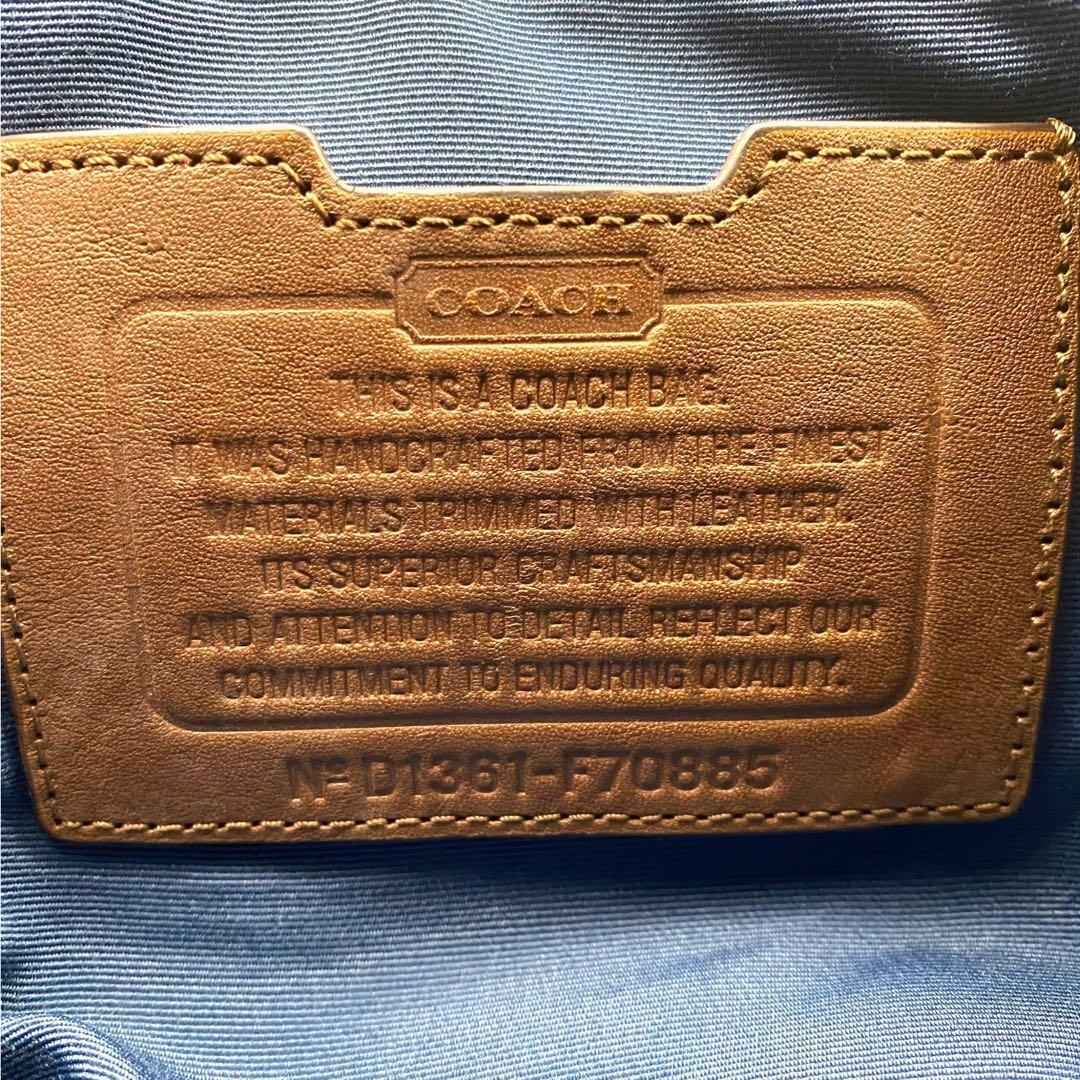 COACH
THIS IS A COACH BAG.
IT WAS HANDCRAFTED FROM THE FINEST
MATERIALS TRIMMED WITH LEATHER.
ITS SUPERIOR CRAFTSMANSHIP
AND ATTENTION TO DETAIL REFLECT OUR
COMMITMENT TO ENDURING QUALITY.
Nº D1361-F70885